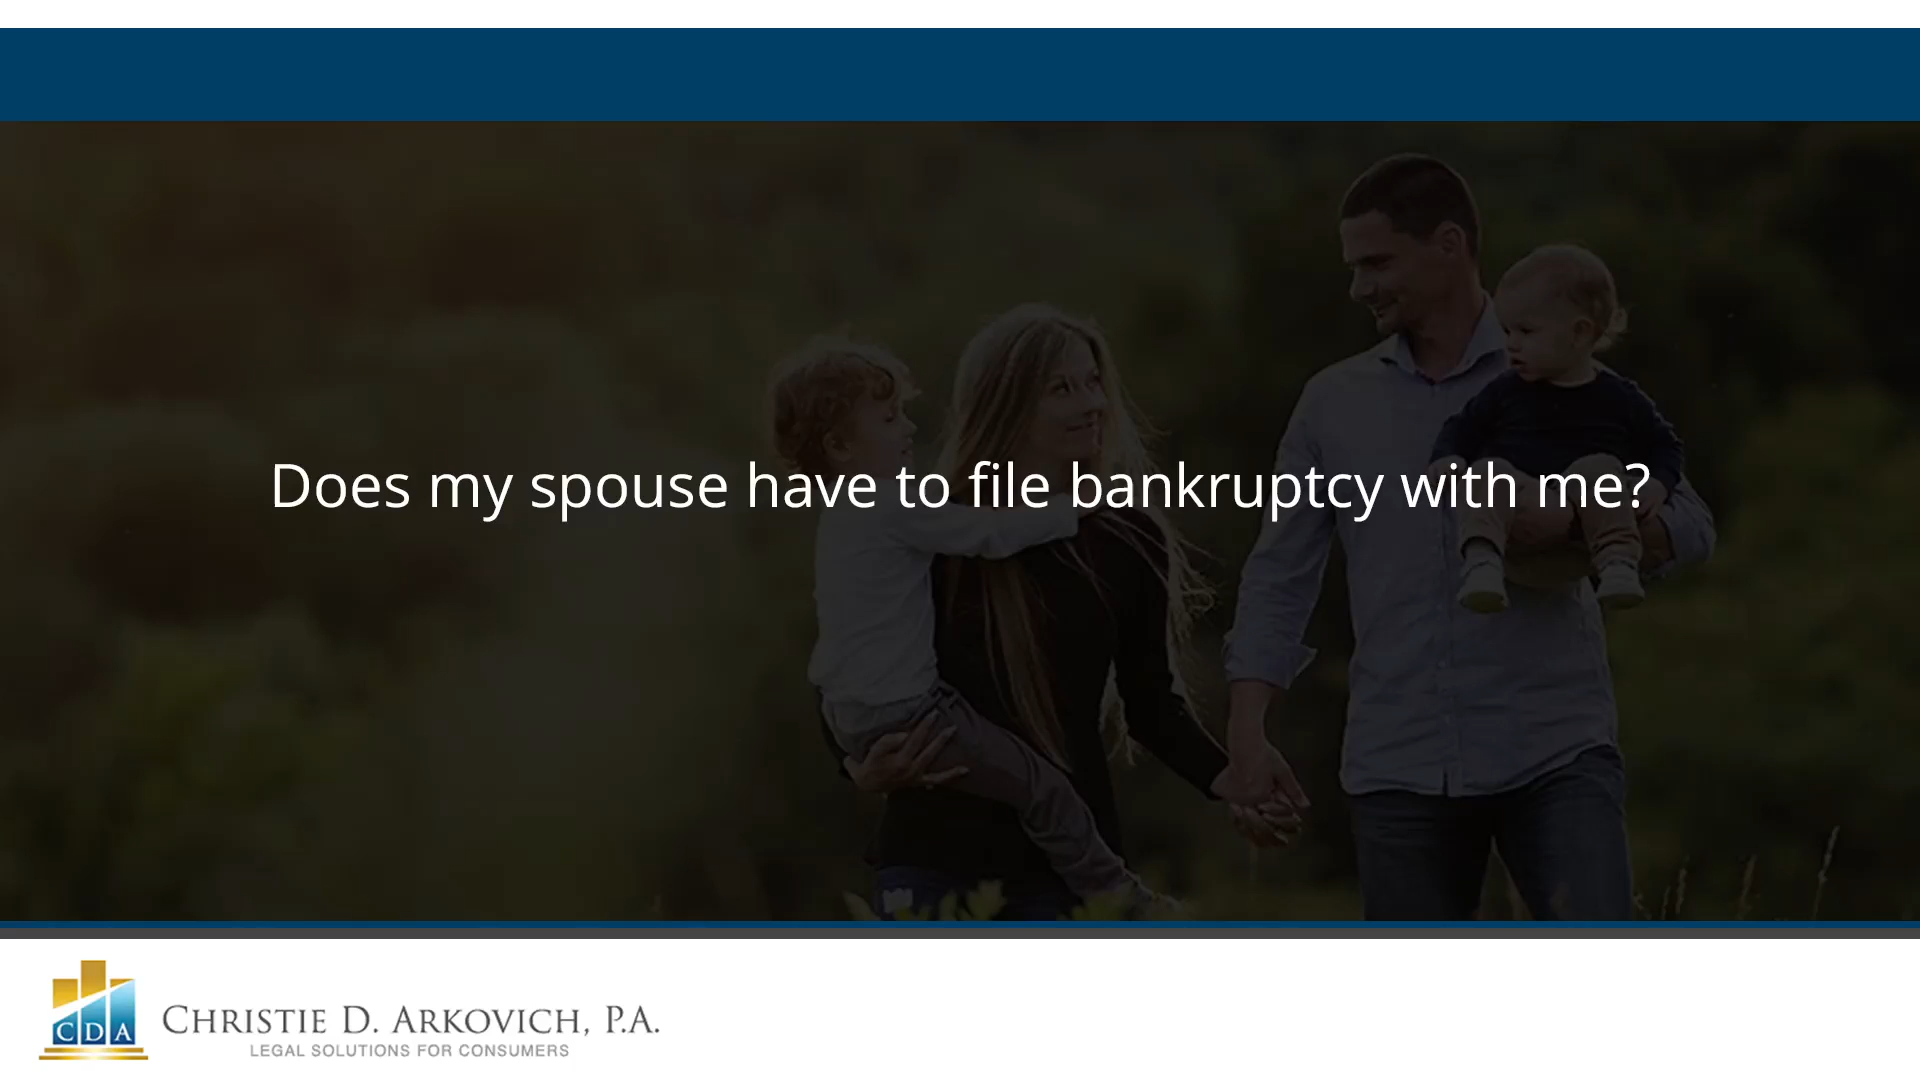 Does my spouse have to file bankruptcy with me?
CDA
CHRISTIE D. ARKOVICH, P.A.
LEGAL SOLUTIONS FOR CONSUMERS